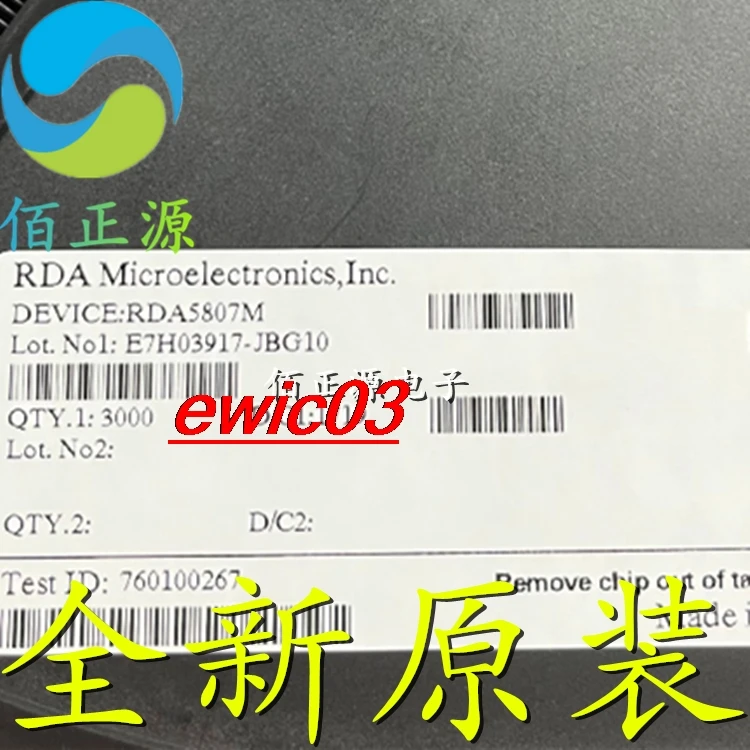 佰正源
RDA Microelectronics,Inc.
DEVICE:RDA5807M
Lot. No1: E7H03917-JBG10
佰正源电子
QTY.1: 3000
ewic03
Lot. No2:
QTY.2: D/C2:
Test ID: 760100267
Remove chip out of
Made
全新原装